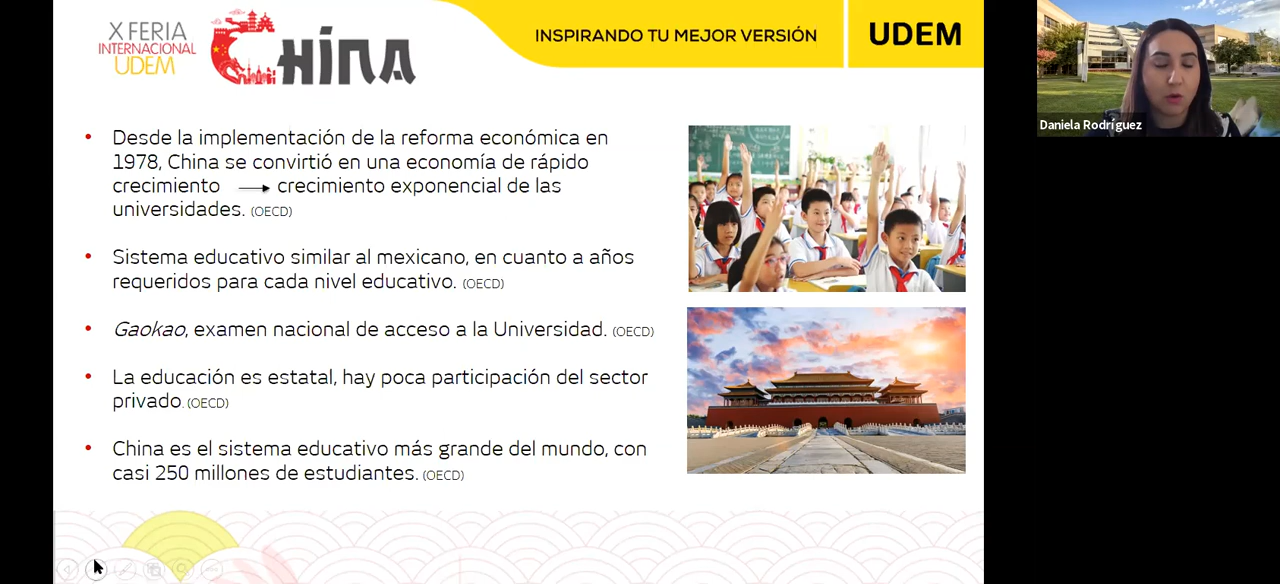 X FERIA
INTERNACIONAL
UDEM
CHINA
INSPIRANDO TU MEJOR VERSIÓN
UDEM
Daniela Rodríguez
• Desde la implementación de la reforma económica en
1978, China se convirtió en una economía de rápido
crecimiento → crecimiento exponencial de las
universidades. (OECD)
• Sistema educativo similar al mexicano, en cuanto a años
requeridos para cada nivel educativo. (OECD)
• Gaokao, examen nacional de acceso a la Universidad. (OECD)
• La educación es estatal, hay poca participación del sector
privado. (OECD)
• China es el sistema educativo más grande del mundo, con
casi 250 millones de estudiantes. (OECD)